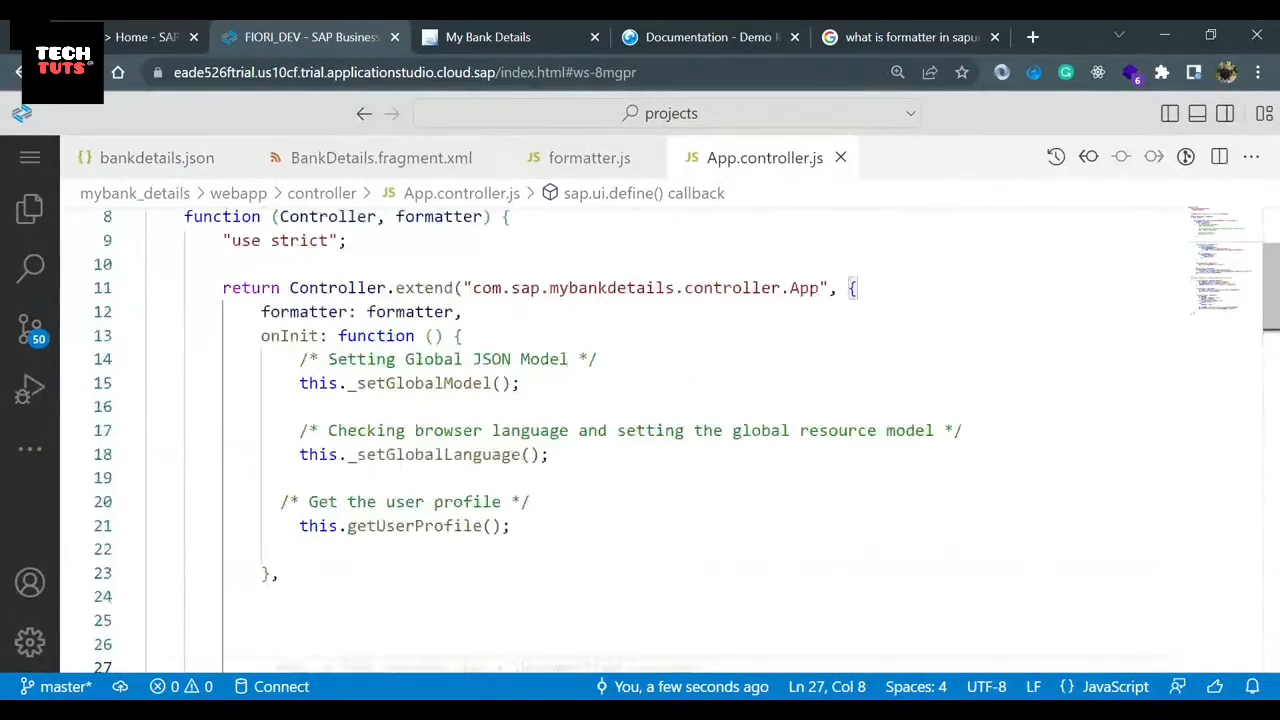 > Home - SAP
FIORI_DEV - SAP Business
My Bank Details
Documentation - Demo K
what is formatter in sapui
TECH
TUTS
eade526ftrial.us10cf.trial.applicationstudio.cloud.sap/index.html#ws-8mgpr
6
projects
{} bankdetails.json
BankDetails.fragment.xml
JS formatter.js
JS App.controller.js
mybank_details > webapp > controller > JS App.controller.js > sap.ui.define() callback
50
8 function (Controller, formatter) {
9 "use strict";
10
11 return Controller.extend("com.sap.mybankdetails.controller.App", {
12 formatter: formatter,
13 onInit: function () {
14 /* Setting Global JSON Model */
15 this._setGlobalModel();
16
17 /* Checking browser language and setting the global resource model */
18 this._setGlobalLanguage();
19
20 /* Get the user profile */
21 this.getUserProfile();
22
23 },
24
25
26
27
master* 0 0 Connect You, a few seconds ago Ln 27, Col 8 Spaces: 4 UTF-8 LF {} JavaScript